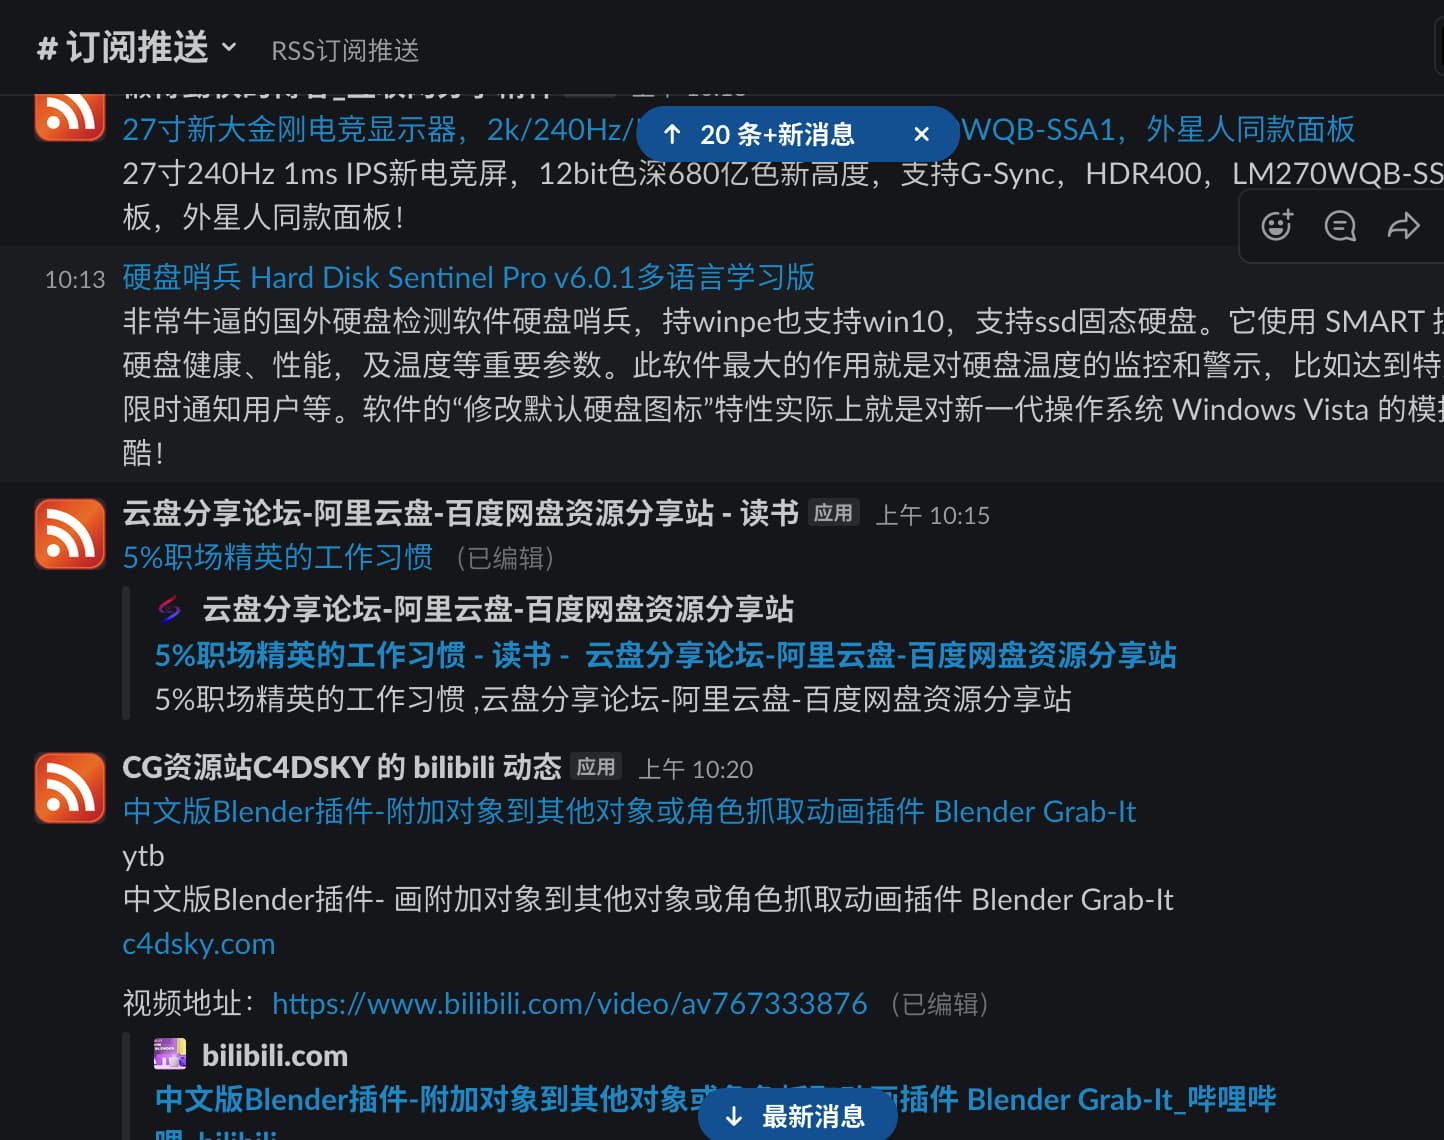 # 订阅推送 RSS订阅推送
27寸新大金刚电竞显示器，2k/240Hz/ WQB-SSA1，外星人同款面板
↑ 20 条+新消息 ×
27寸240Hz 1ms IPS新电竞屏，12bit色深680亿色新高度，支持G-Sync，HDR400，LM270WQB-SS
板，外星人同款面板！
10:13 硬盘哨兵 Hard Disk Sentinel Pro v6.0.1多语言学习版
非常牛逼的国外硬盘检测软件硬盘哨兵，持winpe也支持win10，支持ssd固态硬盘。它使用 SMART
硬盘健康、性能，及温度等重要参数。此软件最大的作用就是对硬盘温度的监控和警示，比如达到特
限时通知用户等。软件的“修改默认硬盘图标”特性实际上就是对新一代操作系统 Windows Vista 的模
酷！
云盘分享论坛-阿里云盘-百度网盘资源分享站 - 读书 应用 上午 10:15
5%职场精英的工作习惯 （已编辑）
云盘分享论坛-阿里云盘-百度网盘资源分享站
5%职场精英的工作习惯 - 读书 - 云盘分享论坛-阿里云盘-百度网盘资源分享站
5%职场精英的工作习惯 ,云盘分享论坛-阿里云盘-百度网盘资源分享站
CG资源站C4DSKY 的 bilibili 动态 应用 上午 10:20
中文版Blender插件-附加对象到其他对象或角色抓取动画插件 Blender Grab-It
ytb
中文版Blender插件- 画附加对象到其他对象或角色抓取动画插件 Blender Grab-It
c4dsky.com
视频地址：https://www.bilibili.com/video/av767333876 （已编辑）
bilibili.com
中文版Blender插件-附加对象到其他对象或 插件 Blender Grab-It_哔哩哔
↓ 最新消息